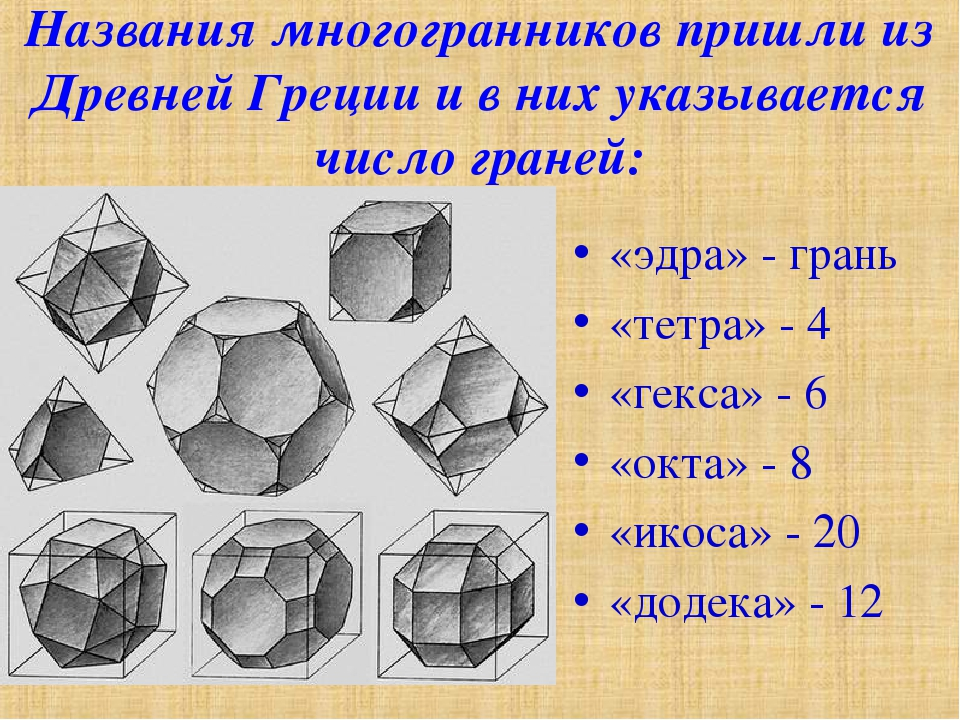 Названия многогранников пришли из
Древней Греции и в них указывается
число граней:
• «эдра» - грань
• «тетра» - 4
• «гекса» - 6
• «окта» - 8
• «икоса» - 20
• «додека» - 12